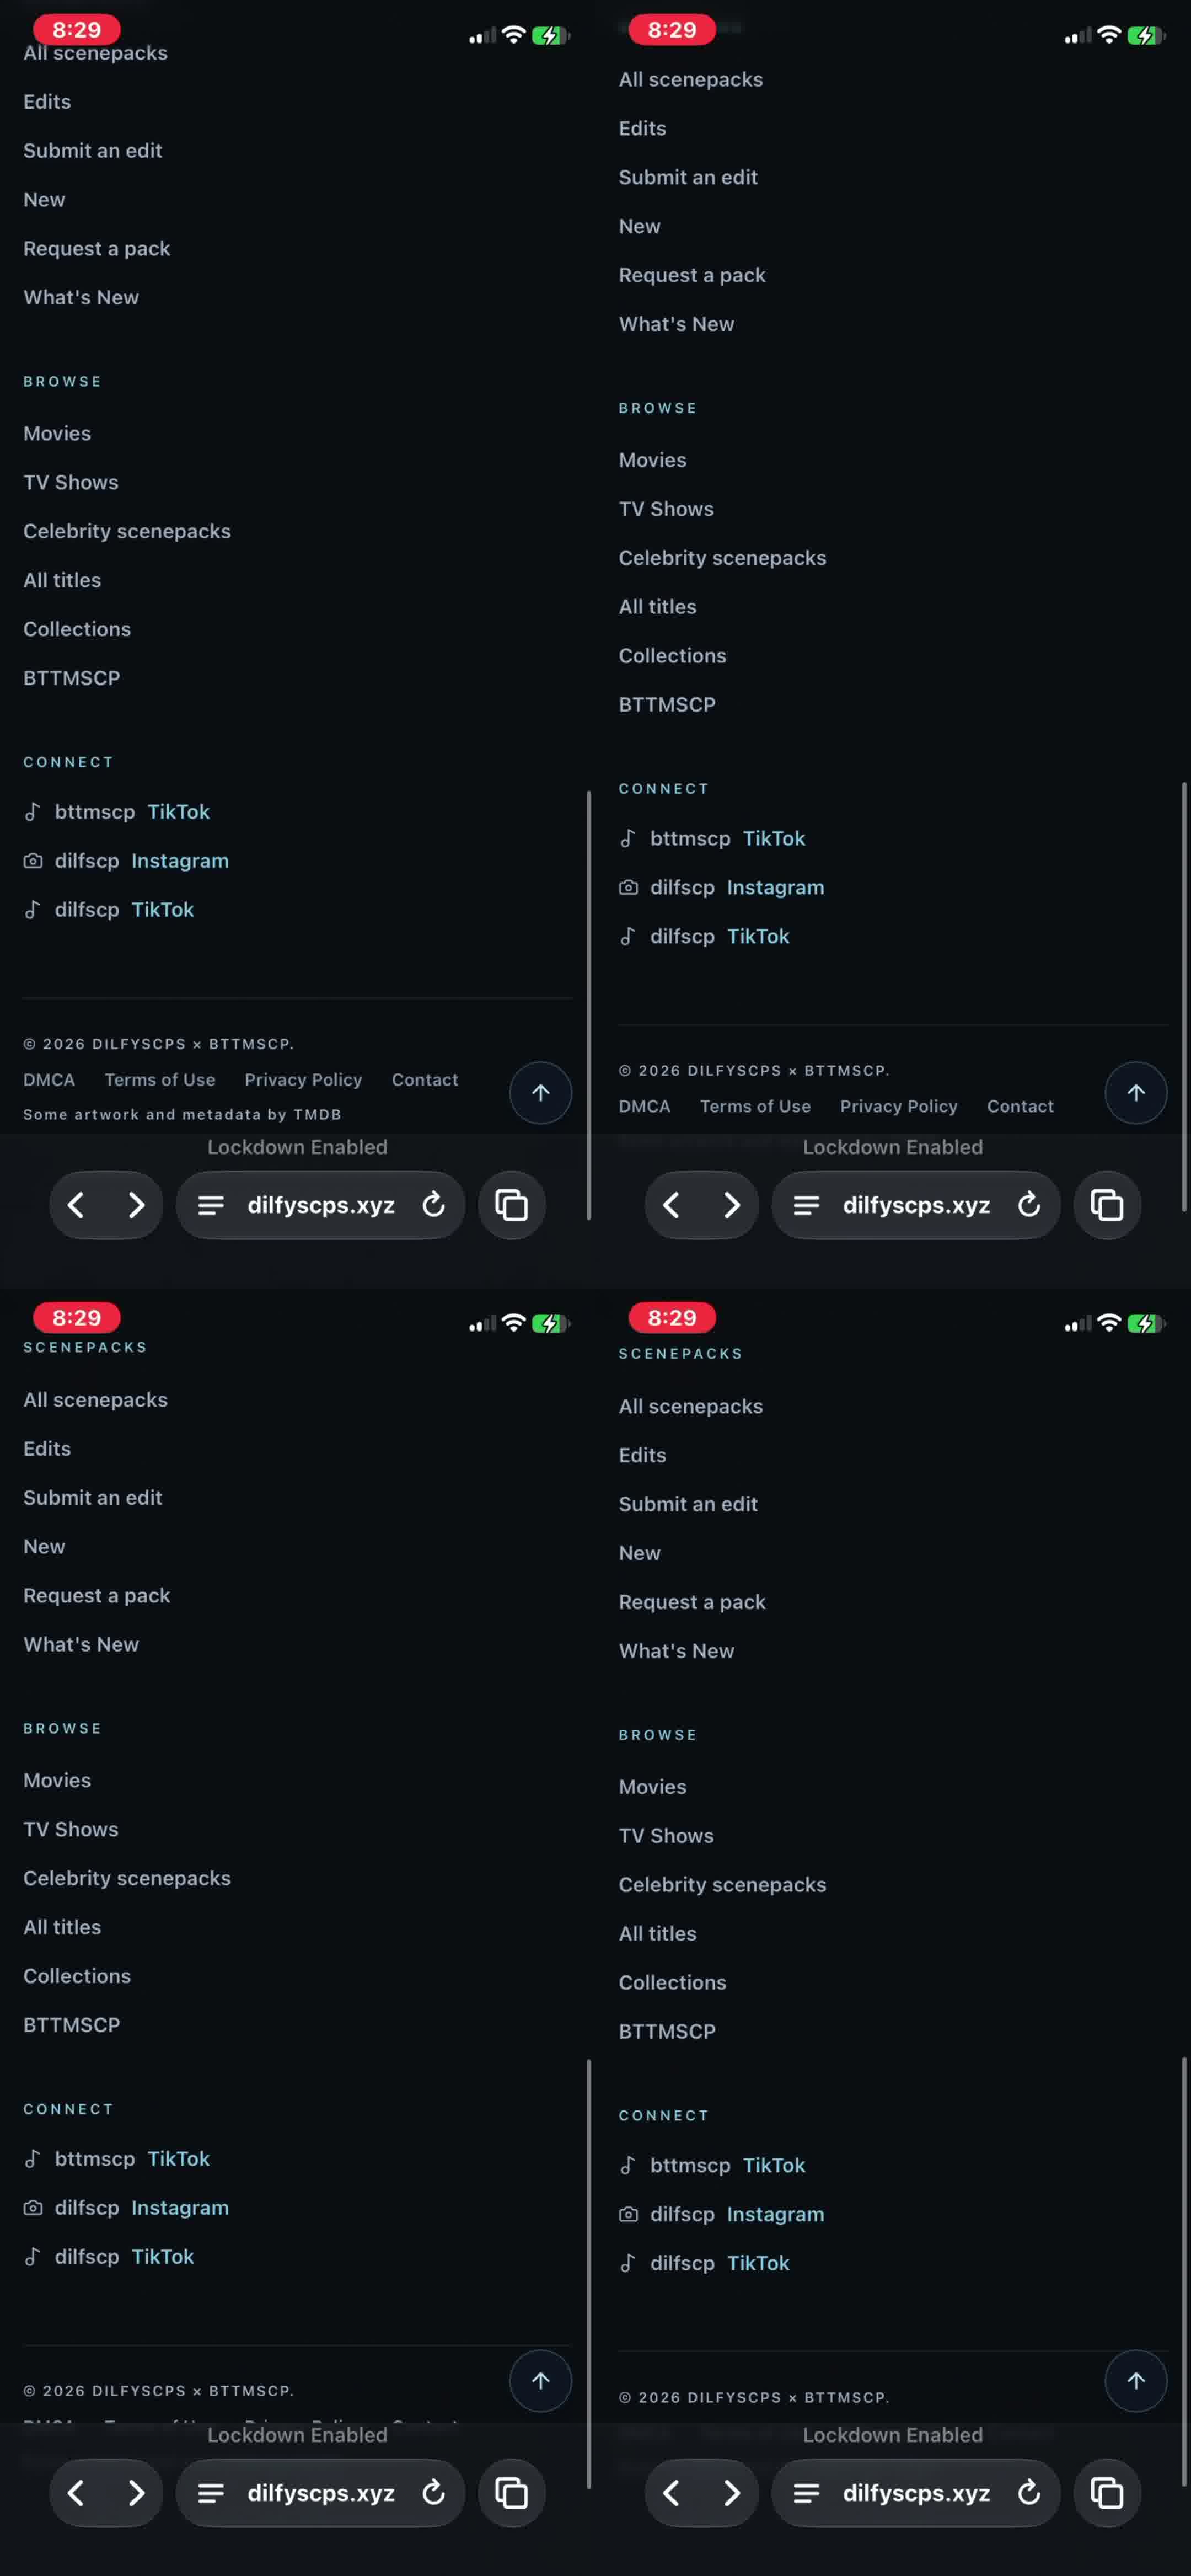 8:29
All scenepacks
Edits
Submit an edit
New
Request a pack
What's New
BROWSE
Movies
TV Shows
Celebrity scenepacks
All titles
Collections
BTTMSCP
CONNECT
bttmscp TikTok
dilfscp Instagram
dilfscp TikTok
© 2026 DILFYSCPS × BTTMSCP.
DMCA Terms of Use Privacy Policy Contact
Some artwork and metadata by TMDB
Lockdown Enabled
dilfyscps.xyz
8:29
All scenepacks
Edits
Submit an edit
New
Request a pack
What's New
BROWSE
Movies
TV Shows
Celebrity scenepacks
All titles
Collections
BTTMSCP
CONNECT
bttmscp TikTok
dilfscp Instagram
dilfscp TikTok
© 2026 DILFYSCPS × BTTMSCP.
DMCA Terms of Use Privacy Policy Contact
Lockdown Enabled
dilfyscps.xyz
8:29
SCENEPACKS
All scenepacks
Edits
Submit an edit
New
Request a pack
What's New
BROWSE
Movies
TV Shows
Celebrity scenepacks
All titles
Collections
BTTMSCP
CONNECT
bttmscp TikTok
dilfscp Instagram
dilfscp TikTok
© 2026 DILFYSCPS × BTTMSCP.
Lockdown Enabled
dilfyscps.xyz
8:29
SCENEPACKS
All scenepacks
Edits
Submit an edit
New
Request a pack
What's New
BROWSE
Movies
TV Shows
Celebrity scenepacks
All titles
Collections
BTTMSCP
CONNECT
bttmscp TikTok
dilfscp Instagram
dilfscp TikTok
© 2026 DILFYSCPS × BTTMSCP.
Lockdown Enabled
dilfyscps.xyz